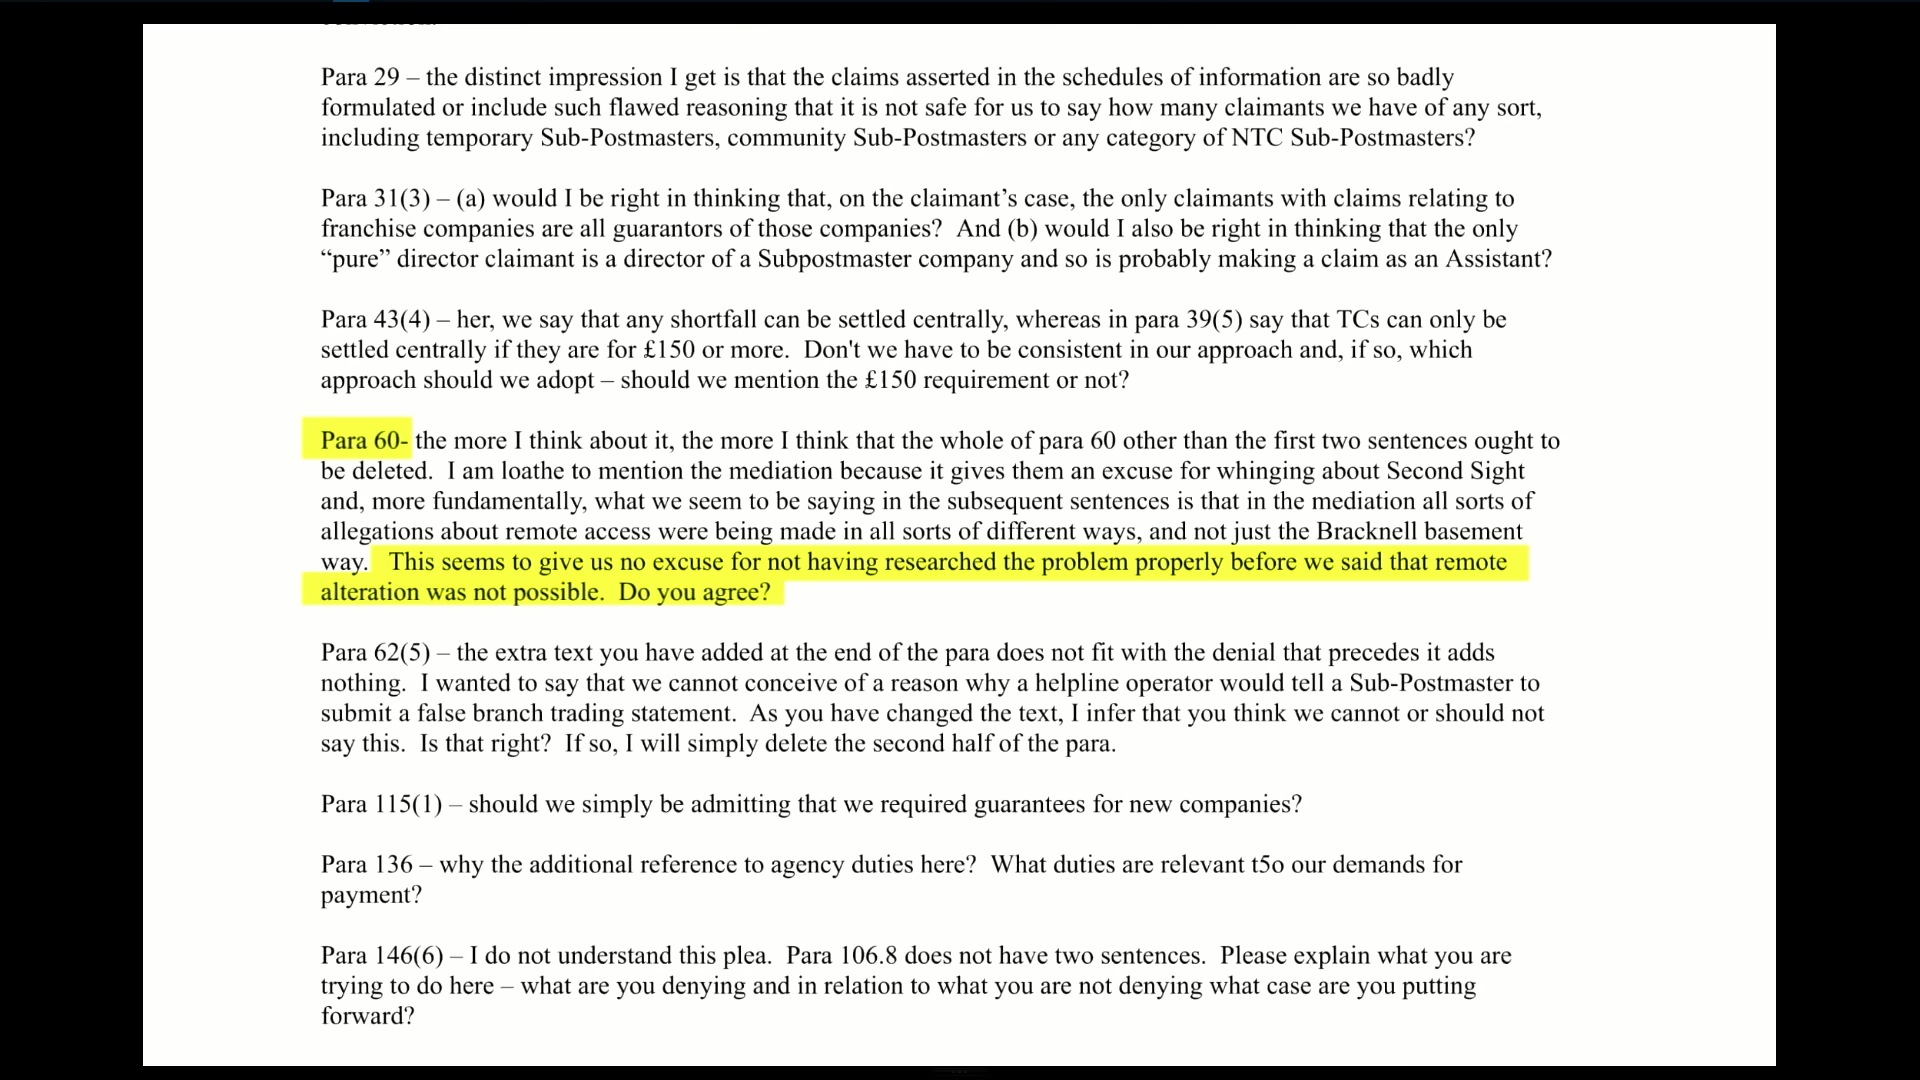 Para 29 – the distinct impression I get is that the claims asserted in the schedules of information are so badly
formulated or include such flawed reasoning that it is not safe for us to say how many claimants we have of any sort,
including temporary Sub-Postmasters, community Sub-Postmasters or any category of NTC Sub-Postmasters?
Para 31(3) – (a) would I be right in thinking that, on the claimant’s case, the only claimants with claims relating to
franchise companies are all guarantors of those companies?  And (b) would I also be right in thinking that the only
“pure” director claimant is a director of a Subpostmaster company and so is probably making a claim as an Assistant?
Para 43(4) – her, we say that any shortfall can be settled centrally, whereas in para 39(5) say that TCs can only be
settled centrally if they are for £150 or more.  Don't we have to be consistent in our approach and, if so, which
approach should we adopt – should we mention the £150 requirement or not?
Para 60- the more I think about it, the more I think that the whole of para 60 other than the first two sentences ought to
be deleted.  I am loathe to mention the mediation because it gives them an excuse for whinging about Second Sight
and, more fundamentally, what we seem to be saying in the subsequent sentences is that in the mediation all sorts of
allegations about remote access were being made in all sorts of different ways, and not just the Bracknell basement
way.  This seems to give us no excuse for not having researched the problem properly before we said that remote
alteration was not possible.  Do you agree?
Para 62(5) – the extra text you have added at the end of the para does not fit with the denial that precedes it adds
nothing.  I wanted to say that we cannot conceive of a reason why a helpline operator would tell a Sub-Postmaster to
submit a false branch trading statement.  As you have changed the text, I infer that you think we cannot or should not
say this.  Is that right?  If so, I will simply delete the second half of the para.
Para 115(1) – should we simply be admitting that we required guarantees for new companies?
Para 136 – why the additional reference to agency duties here?  What duties are relevant t5o our demands for
payment?
Para 146(6) – I do not understand this plea.  Para 106.8 does not have two sentences.  Please explain what you are
trying to do here – what are you denying and in relation to what you are not denying what case are you putting
forward?